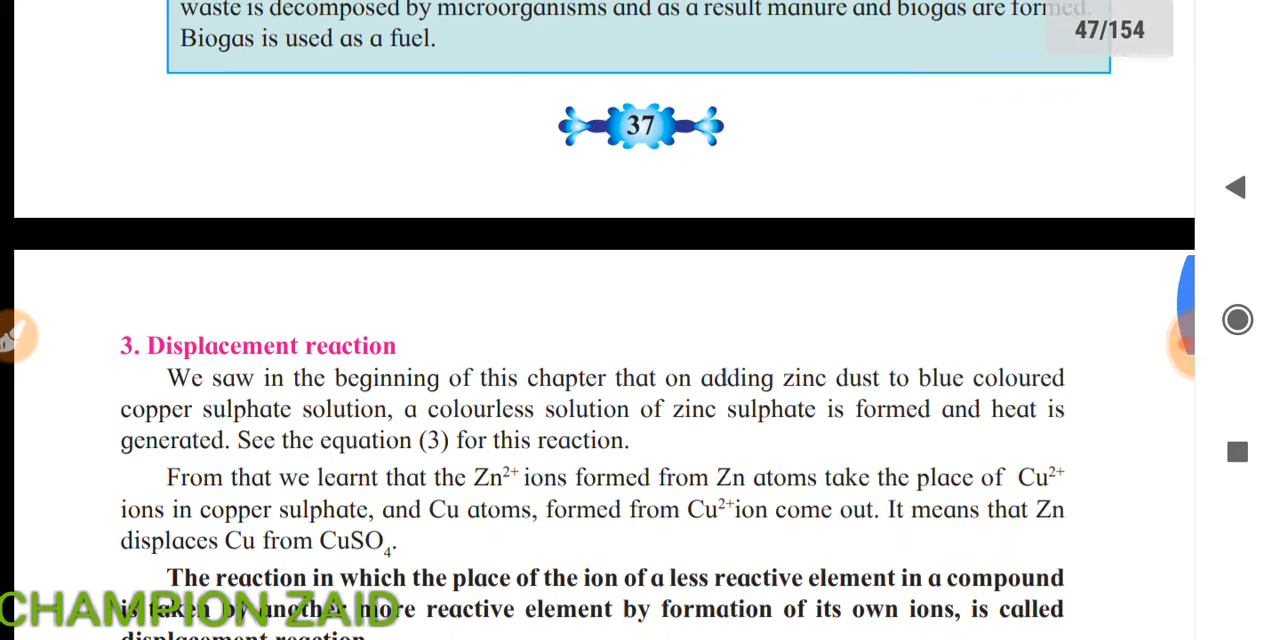 waste is decomposed by microorganisms and as a result manure and biogas are formed.
Biogas is used as a fuel.
47/154
37
3. Displacement reaction
We saw in the beginning of this chapter that on adding zinc dust to blue coloured
copper sulphate solution, a colourless solution of zinc sulphate is formed and heat is
generated. See the equation (3) for this reaction.
From that we learnt that the Zn²⁺ ions formed from Zn atoms take the place of Cu²⁺
ions in copper sulphate, and Cu atoms, formed from Cu²⁺ion come out. It means that Zn
displaces Cu from CuSO₄.
The reaction in which the place of the ion of a less reactive element in a compound
is taken by another more reactive element by formation of its own ions, is called
displacement reaction.
CHAMPION ZAID